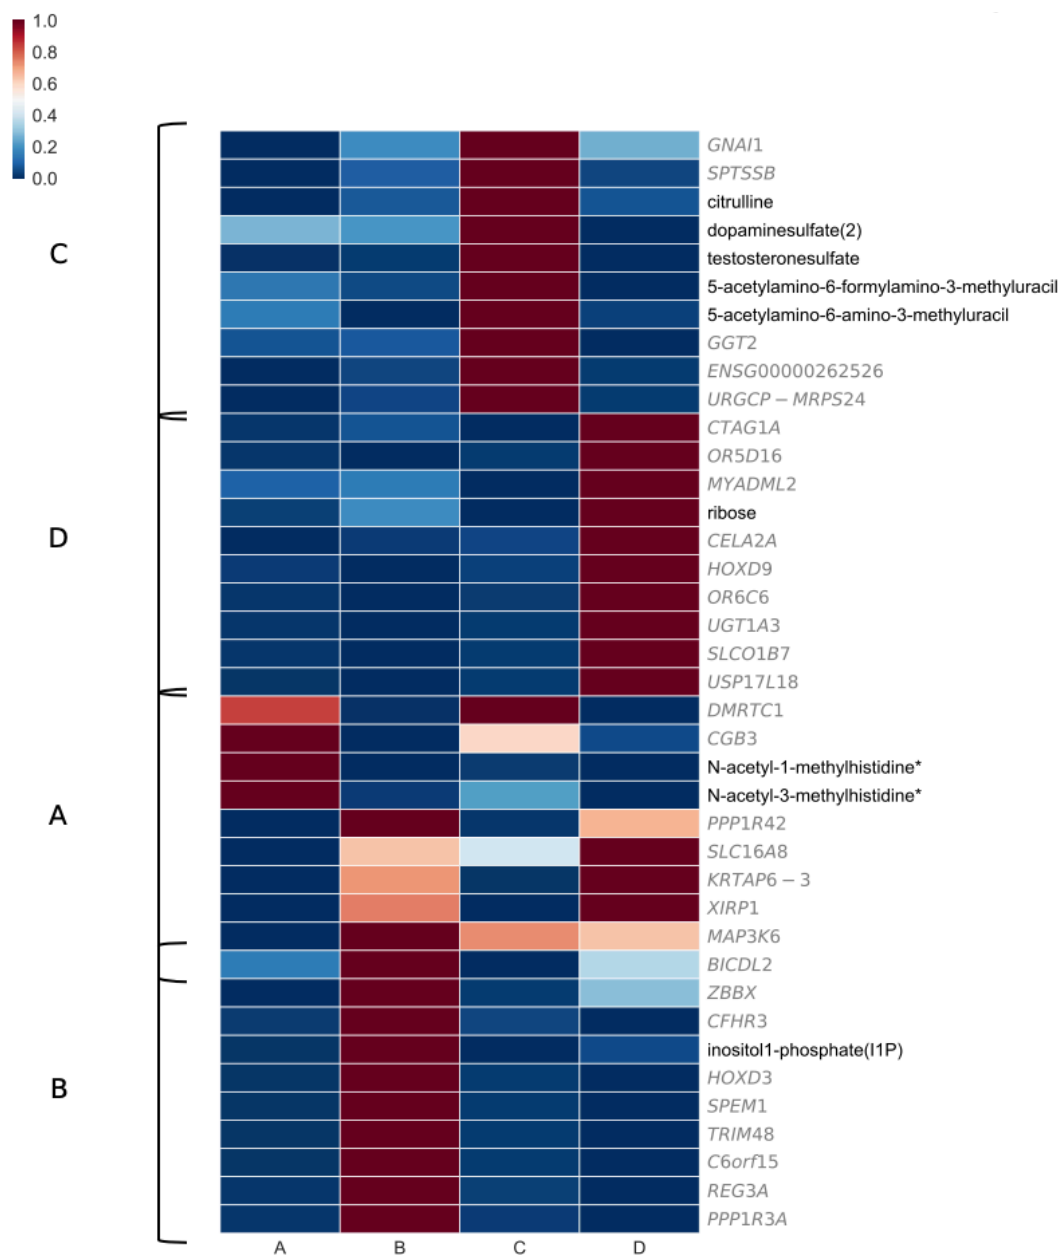 1.0
0.8
0.6
0.4
0.2
0.0
C
D
A
B
GNAI1
SPTSSB
citrulline
dopaminesulfate(2)
testosteronesulfate
5-acetylamino-6-formylamino-3-methyluracil
5-acetylamino-6-amino-3-methyluracil
GGT2
ENSG00000262526
URGCP − MRPS24
CTAG1A
OR5D16
MYADML2
ribose
CELA2A
HOXD9
OR6C6
UGT1A3
SLCO1B7
USP17L18
DMRTC1
CGB3
N-acetyl-1-methylhistidine*
N-acetyl-3-methylhistidine*
PPP1R42
SLC16A8
KRTAP6 − 3
XIRP1
MAP3K6
BICDL2
ZBBX
CFHR3
inositol1-phosphate(I1P)
HOXD3
SPEM1
TRIM48
C6orf15
REG3A
PPP1R3A
A B C D